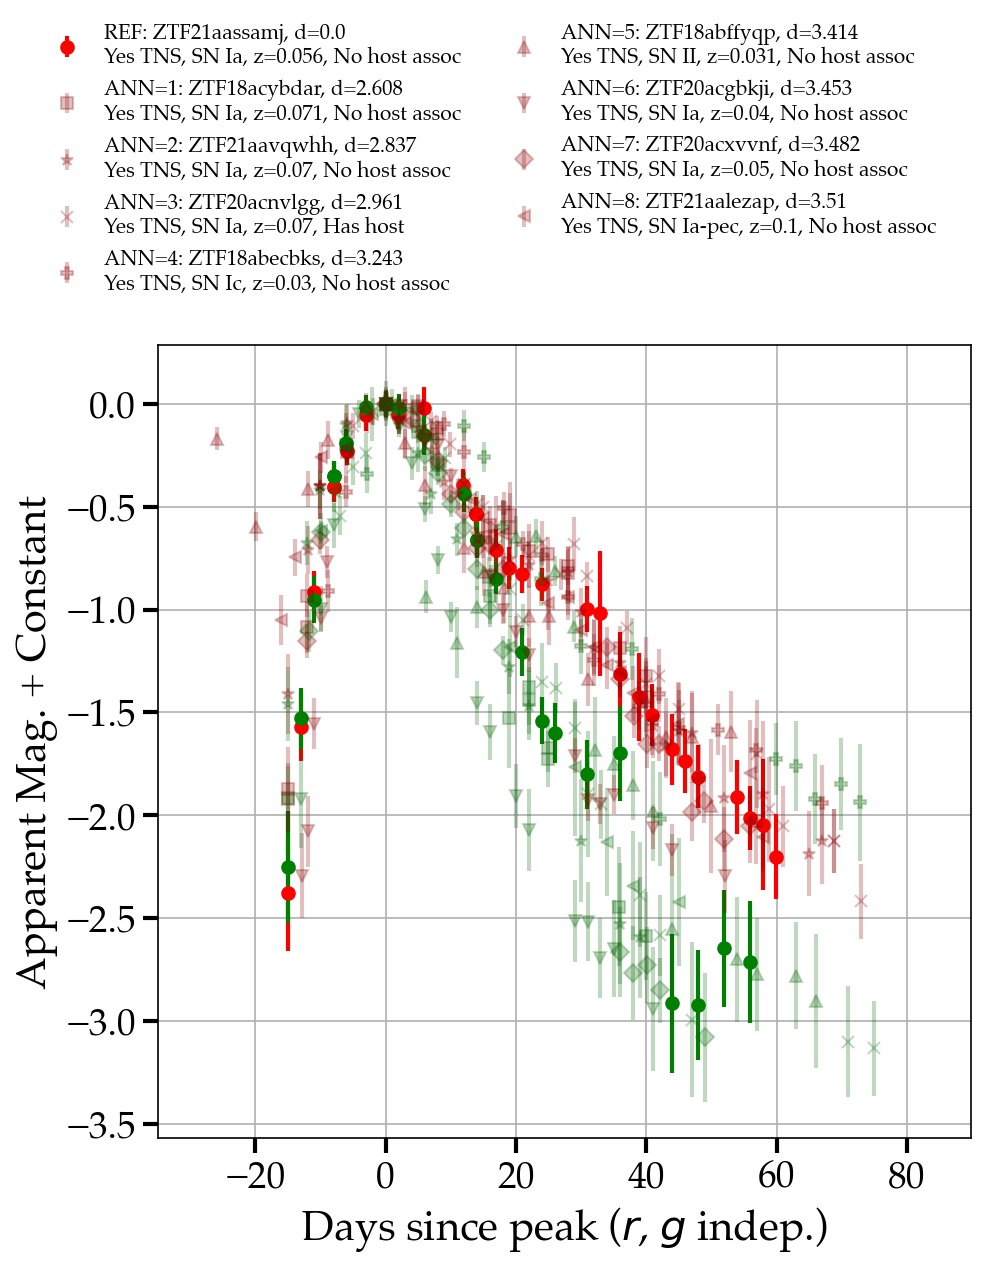 REF: ZTF21aassamj, d=0.0
Yes TNS, SN Ia, z=0.056, No host assoc
ANN=1: ZTF18acybdar, d=2.608
Yes TNS, SN Ia, z=0.071, No host assoc
ANN=2: ZTF21aavqwhh, d=2.837
Yes TNS, SN Ia, z=0.07, No host assoc
ANN=3: ZTF20acnvlgg, d=2.961
Yes TNS, SN Ia, z=0.07, Has host
ANN=4: ZTF18abecbks, d=3.243
Yes TNS, SN Ic, z=0.03, No host assoc
ANN=5: ZTF18abffyqp, d=3.414
Yes TNS, SN II, z=0.031, No host assoc
ANN=6: ZTF20acgbkji, d=3.453
Yes TNS, SN Ia, z=0.04, No host assoc
ANN=7: ZTF20acxvvnf, d=3.482
Yes TNS, SN Ia, z=0.05, No host assoc
ANN=8: ZTF21aalezap, d=3.51
Yes TNS, SN Ia-pec, z=0.1, No host assoc
Apparent Mag. + Constant
0.0
−0.5
−1.0
−1.5
−2.0
−2.5
−3.0
−3.5
−20 0 20 40 60 80
Days since peak (r, g indep.)